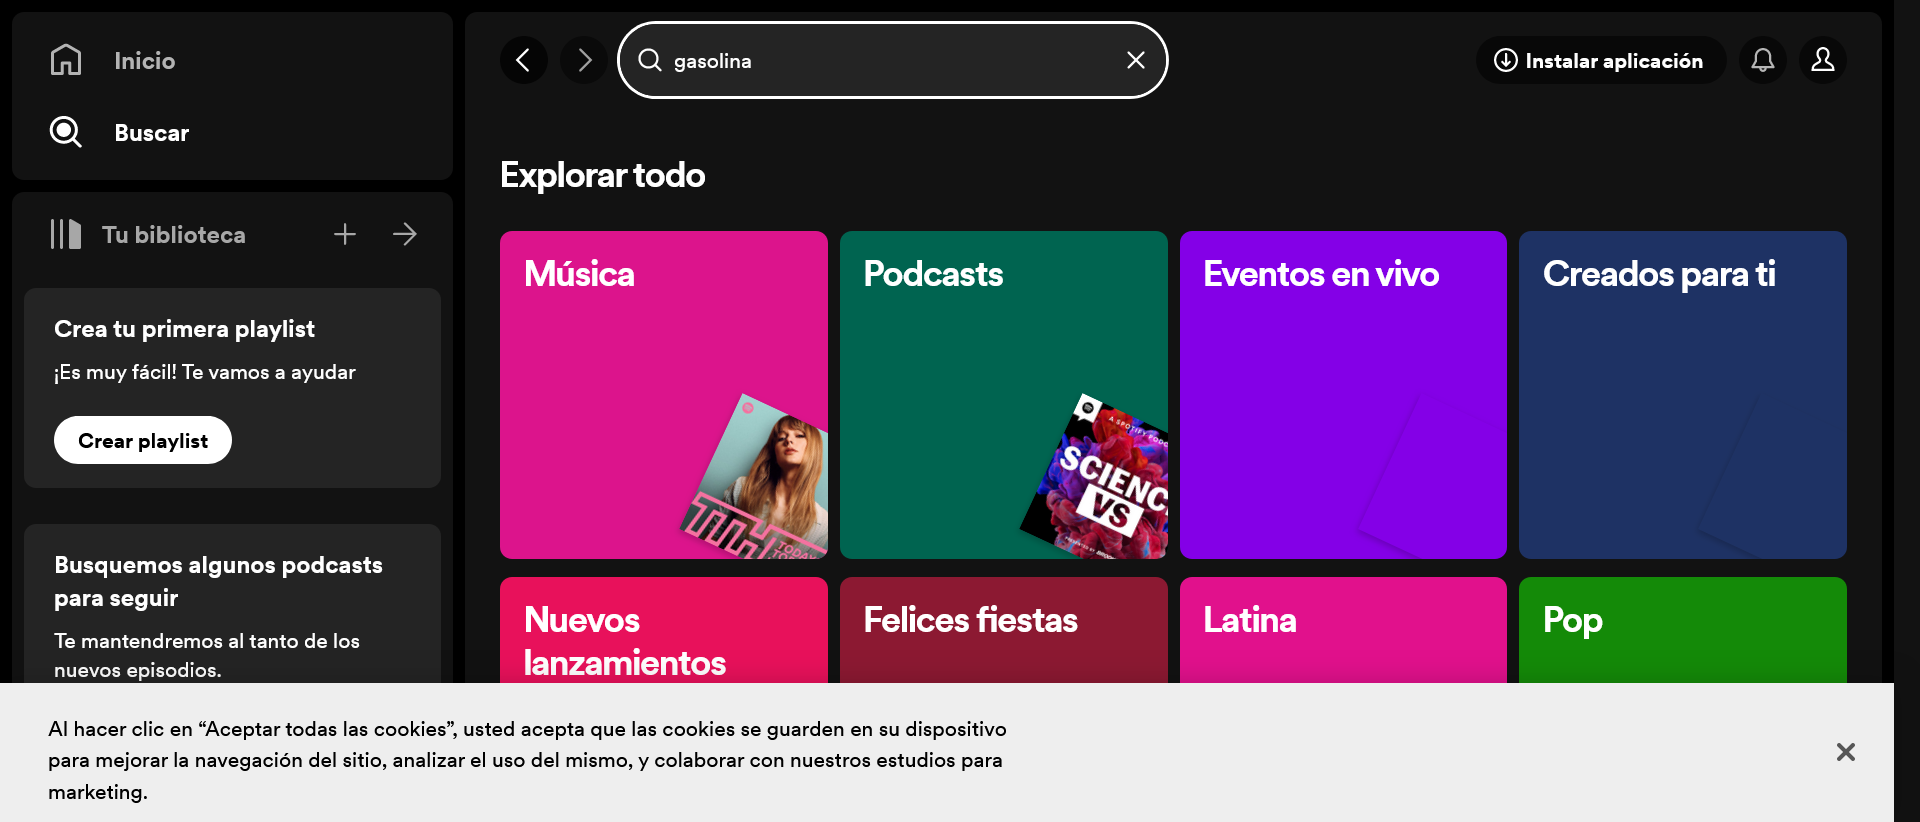 Inicio
Buscar
Tu biblioteca
Crea tu primera playlist
¡Es muy fácil! Te vamos a ayudar
Crear playlist
Busquemos algunos podcasts
para seguir
Te mantendremos al tanto de los
nuevos episodios.
gasolina
Instalar aplicación
Explorar todo
Música
Podcasts
A SPOTIFY PODC
SCIENC
VS
Eventos en vivo
Creados para ti
Nuevos
lanzamientos
Felices fiestas
Latina
Pop
Al hacer clic en “Aceptar todas las cookies”, usted acepta que las cookies se guarden en su dispositivo
para mejorar la navegación del sitio, analizar el uso del mismo, y colaborar con nuestros estudios para
marketing.